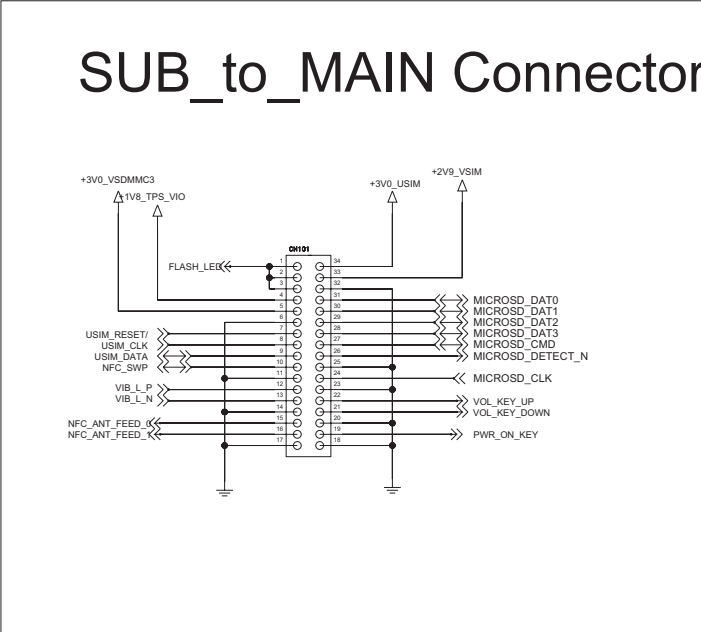 SUB_to_MAIN Connector
+3V0_VSDMMC3
+1V8_TPS_VIO
+3V0_USIM
+2V9_VSIM
CN101
FLASH_LED
1
2
3
4
5
6
7
8
9
10
11
12
13
14
15
16
17
34
33
32
31
30
29
28
27
26
25
24
23
22
21
20
19
18
USIM_RESET/
USIM_CLK
USIM_DATA
NFC_SWP
VIB_L_P
VIB_L_N
NFC_ANT_FEED_0
NFC_ANT_FEED_1
MICROSD_DAT0
MICROSD_DAT1
MICROSD_DAT2
MICROSD_DAT3
MICROSD_CMD
MICROSD_DETECT_N
MICROSD_CLK
VOL_KEY_UP
VOL_KEY_DOWN
PWR_ON_KEY